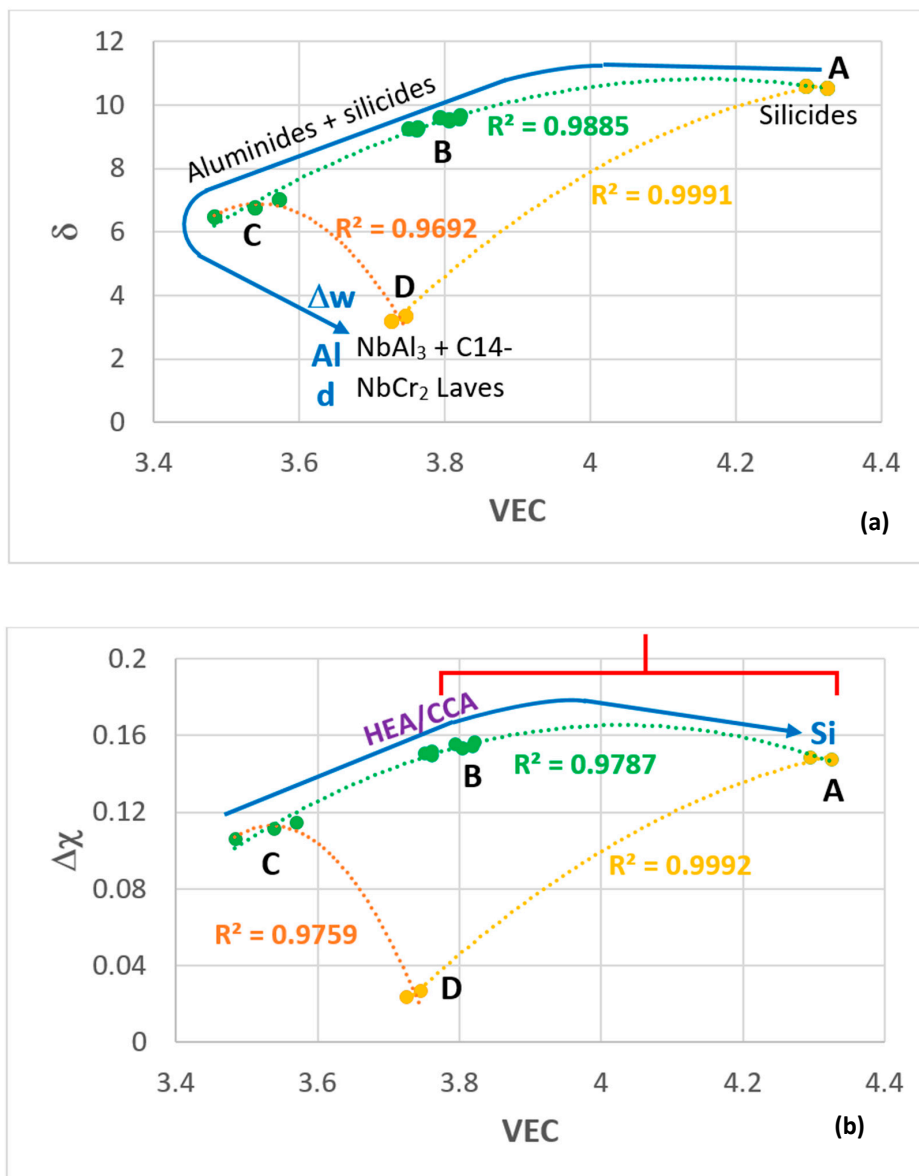 12
10
8
6
4
2
0
δ
Aluminides + silicides
A
Silicides
R² = 0.9885
B
R² = 0.9991
C
R² = 0.9692
D
Δw
Al
d
NbAl₃ + C14-
NbCr₂ Laves
3.4 3.6 3.8 4 4.2 4.4
VEC
(a)
0.2
0.16
0.12
0.08
0.04
0
Δχ
HEA/CCA
Si
B
R² = 0.9787
A
C
R² = 0.9992
R² = 0.9759
D
3.4 3.6 3.8 4 4.2 4.4
VEC
(b)